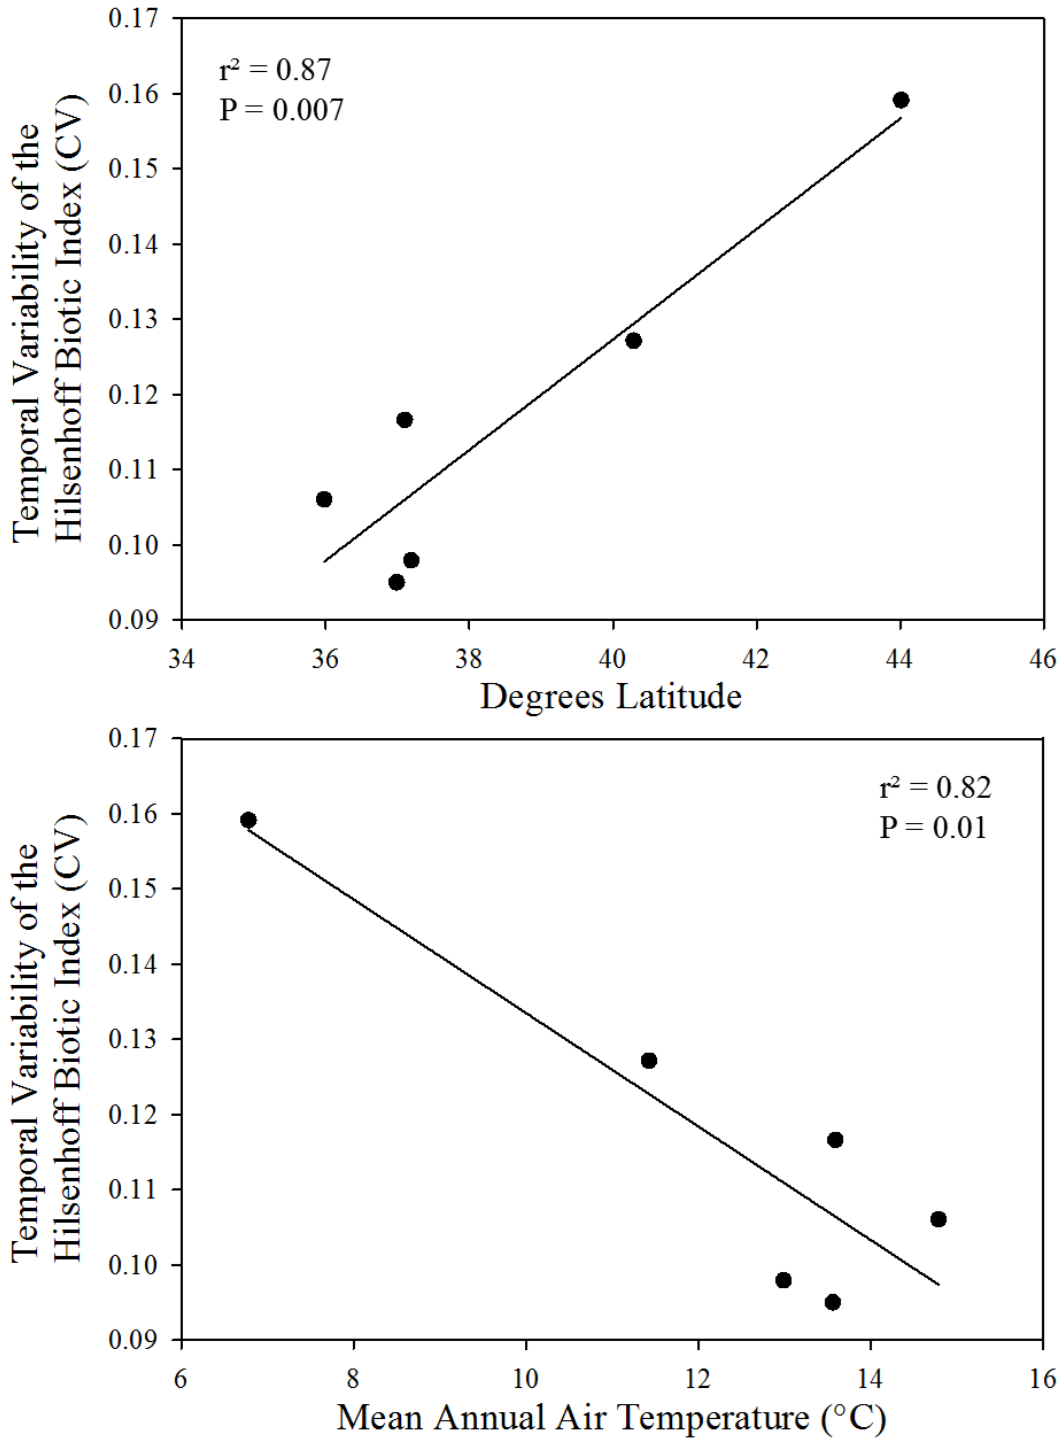 0.17
0.16
0.15
0.14
0.13
0.12
0.11
0.10
0.09
Temporal Variability of the
Hilsenhoff Biotic Index (CV)
r² = 0.87
P = 0.007
34 36 38 40 42 44 46
Degrees Latitude
0.17
0.16
0.15
0.14
0.13
0.12
0.11
0.10
0.09
Temporal Variability of the
Hilsenhoff Biotic Index (CV)
r² = 0.82
P = 0.01
6 8 10 12 14 16
Mean Annual Air Temperature (°C)